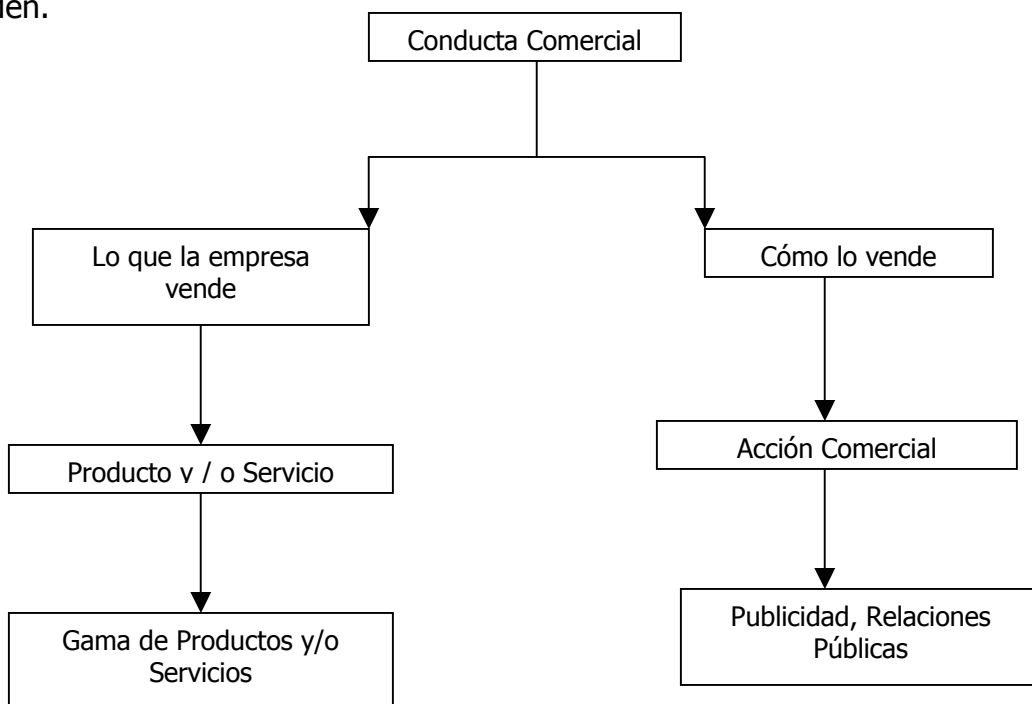 den.
Conducta Comercial
Lo que la empresa
vende
Cómo lo vende
Producto y / o Servicio
Acción Comercial
Gama de Productos y/o
Servicios
Publicidad, Relaciones
Públicas